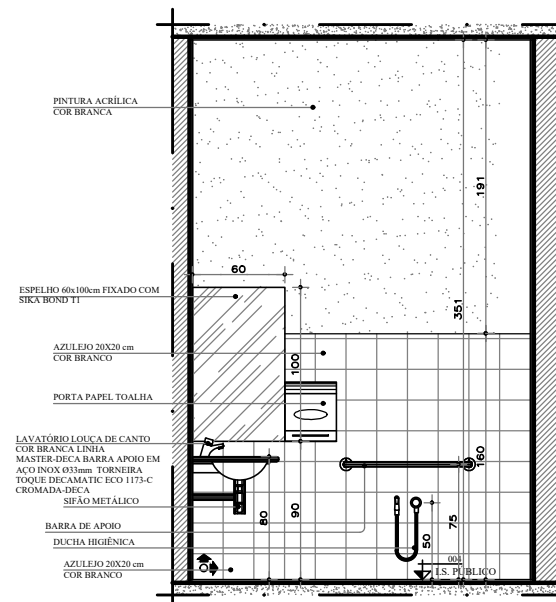 PINTURA ACRÍLICA
COR BRANCA
191
60
ESPELHO 60x100cm FIXADO COM
SIKA BOND T1
351
AZULEJO 20X20 cm
COR BRANCO
100
PORTA PAPEL TOALHA
LAVATÓRIO LOUÇA DE CANTO
COR BRANCA LINHA
MASTER-DECA BARRA APOIO EM
AÇO INOX Ø33mm  TORNEIRA
TOQUE DECAMATIC ECO 1173-C
CROMADA-DECA
160
SIFÃO METÁLICO
80
90
75
50
BARRA DE APOIO
DUCHA HIGIÊNICA
004
I.S. PÚBLICO
AZULEJO 20X20 cm
COR BRANCO